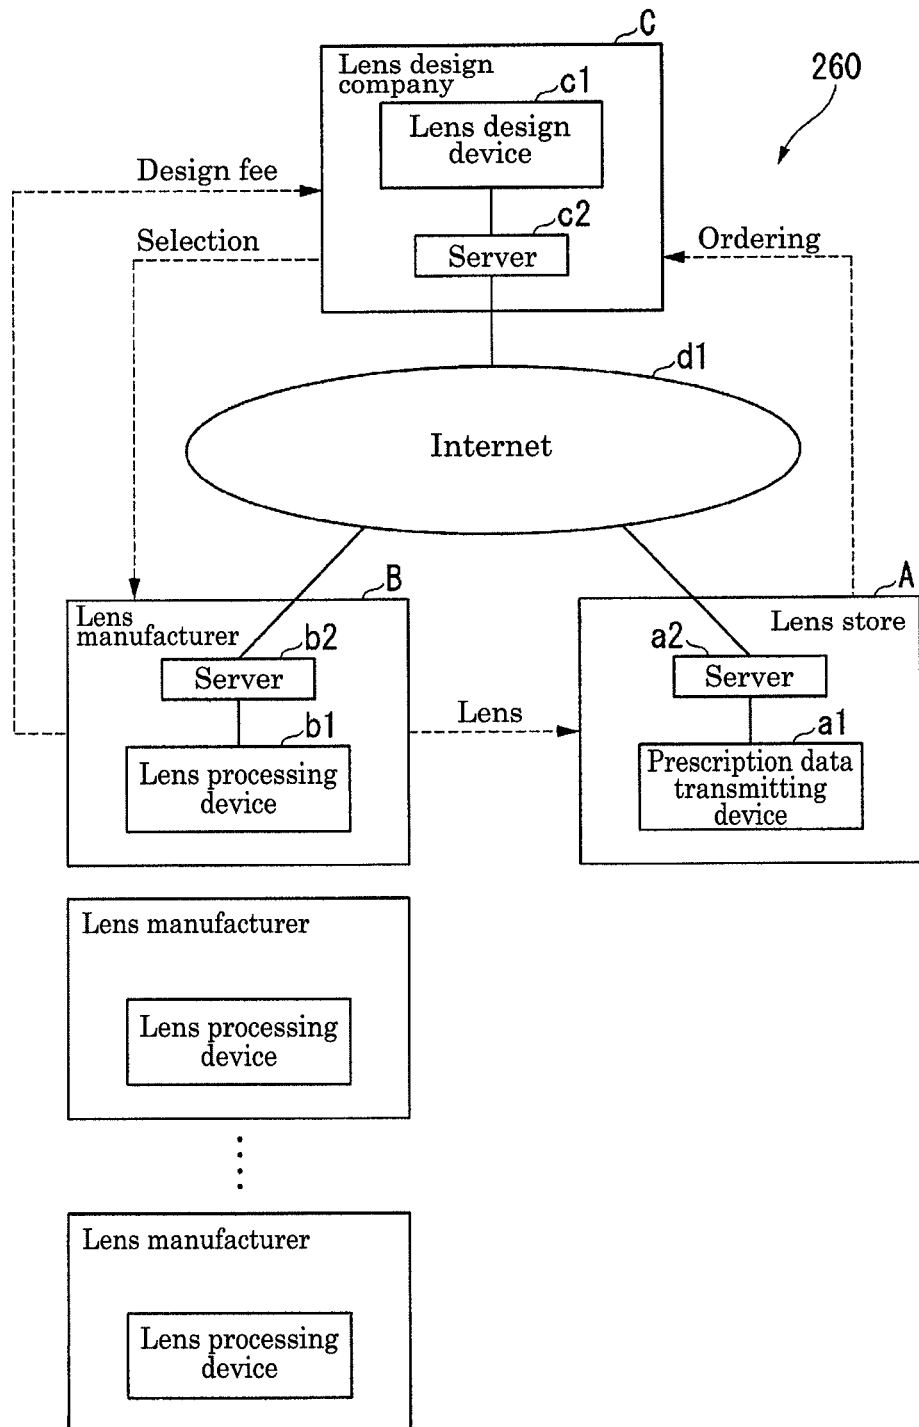 C
Lens design
company
c1
260
Lens design
device
Design fee
c2
Selection
Server
Ordering
d1
Internet
B
A
Lens
manufacturer
b2
Server
Lens store
a2
Server
b1
Lens
a1
Lens processing
device
Prescription data
transmitting
device
Lens manufacturer
Lens processing
device
Lens manufacturer
Lens processing
device